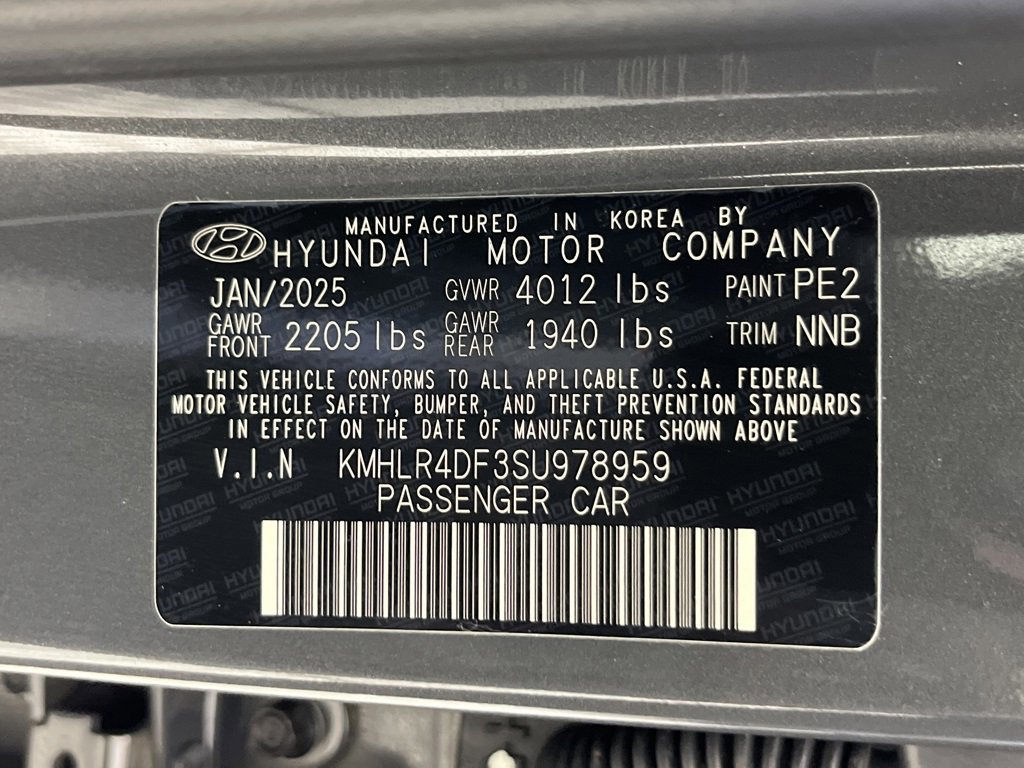 MANUFACTURED IN KOREA BY
HYUNDAI MOTOR COMPANY
JAN/2025 GVWR 4012 lbs PAINT PE2
GAWR FRONT 2205 lbs GAWR REAR 1940 lbs TRIM NNB
THIS VEHICLE CONFORMS TO ALL APPLICABLE U.S.A. FEDERAL
MOTOR VEHICLE SAFETY, BUMPER, AND THEFT PREVENTION STANDARDS
IN EFFECT ON THE DATE OF MANUFACTURE SHOWN ABOVE
V.I.N KMHLR4DF3SU978959
PASSENGER CAR